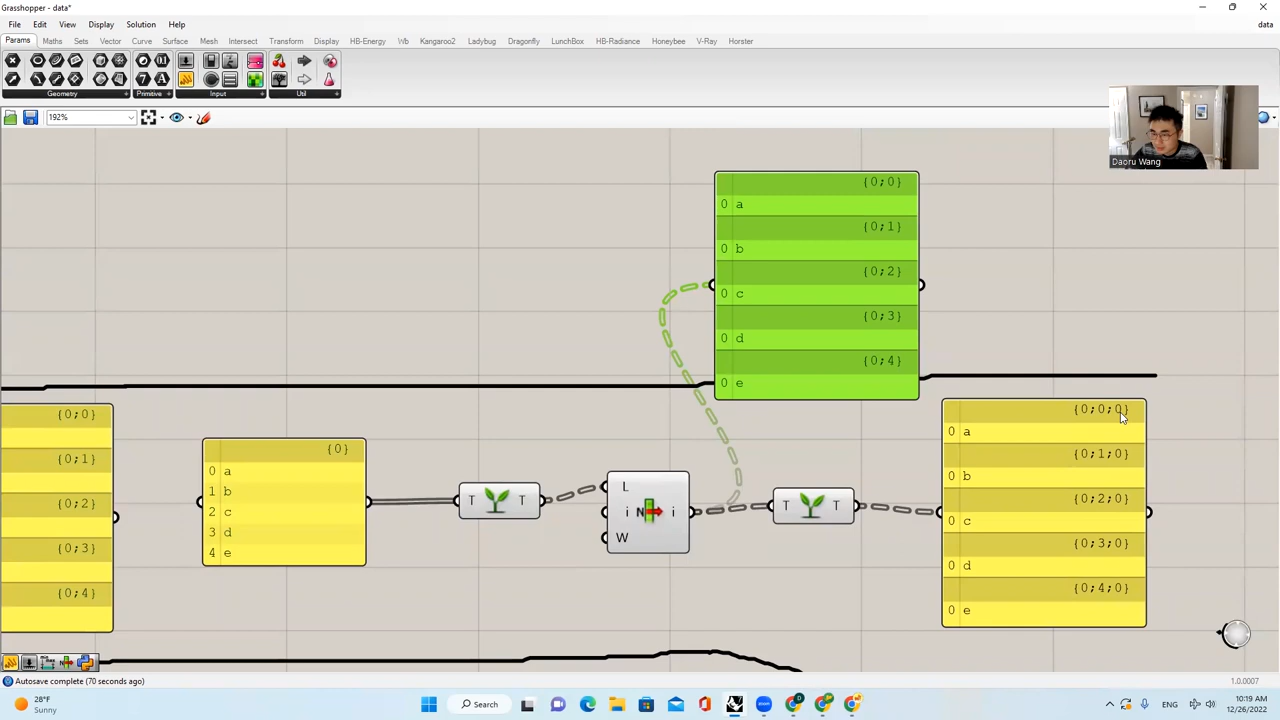 Grasshopper - data*
File Edit View Display Solution Help
data
Params Maths Sets Vector Curve Surface Mesh Intersect Transform Display HB-Energy Wb Kangaroo2 Ladybug Dragonfly LunchBox HB-Radiance Honeybee V-Ray Horster
Geometry Primitive Input Util
192%
Daoru Wang
{0;0}
0 a
{0;1}
0 b
{0;2}
0 c
{0;3}
0 d
{0;4}
0 e
{0;0}
{0;1}
{0;2}
{0;3}
{0;4}
{0}
0 a
1 b
2 c
3 d
4 e
T T
L
i N i
W
T T
{0;0;0}
0 a
{0;1;0}
0 b
{0;2;0}
0 c
{0;3;0}
0 d
{0;4;0}
0 e
Autosave complete (70 seconds ago)
1.0.0007
28°F
Sunny
Search
ENG
10:19 AM
12/26/2022